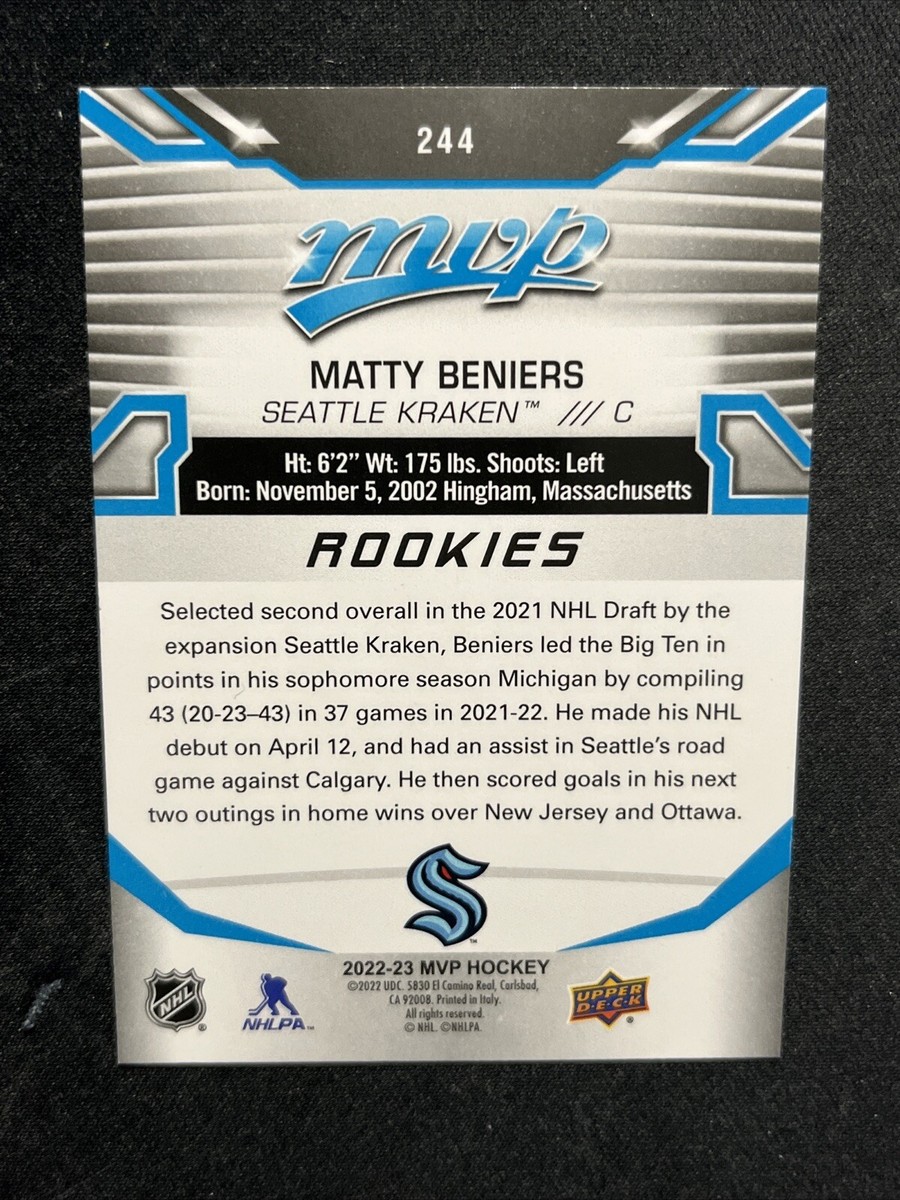 244
mvp
MATTY BENIERS
SEATTLE KRAKEN™ /// C
Ht: 6'2” Wt: 175 lbs. Shoots: Left
Born: November 5, 2002 Hingham, Massachusetts
ROOKIES
Selected second overall in the 2021 NHL Draft by the
expansion Seattle Kraken, Beniers led the Big Ten in
points in his sophomore season Michigan by compiling
43 (20-23–43) in 37 games in 2021-22. He made his NHL
debut on April 12, and had an assist in Seattle's road
game against Calgary. He then scored goals in his next
two outings in home wins over New Jersey and Ottawa.
™
2022-23 MVP HOCKEY
©2022 UDC. 5830 El Camino Real, Carlsbad,
CA 92008. Printed in Italy.
All rights reserved.
© NHL. ©NHLPA.
NHL ®
NHLPA™
UPPER
D·E·C·K ®